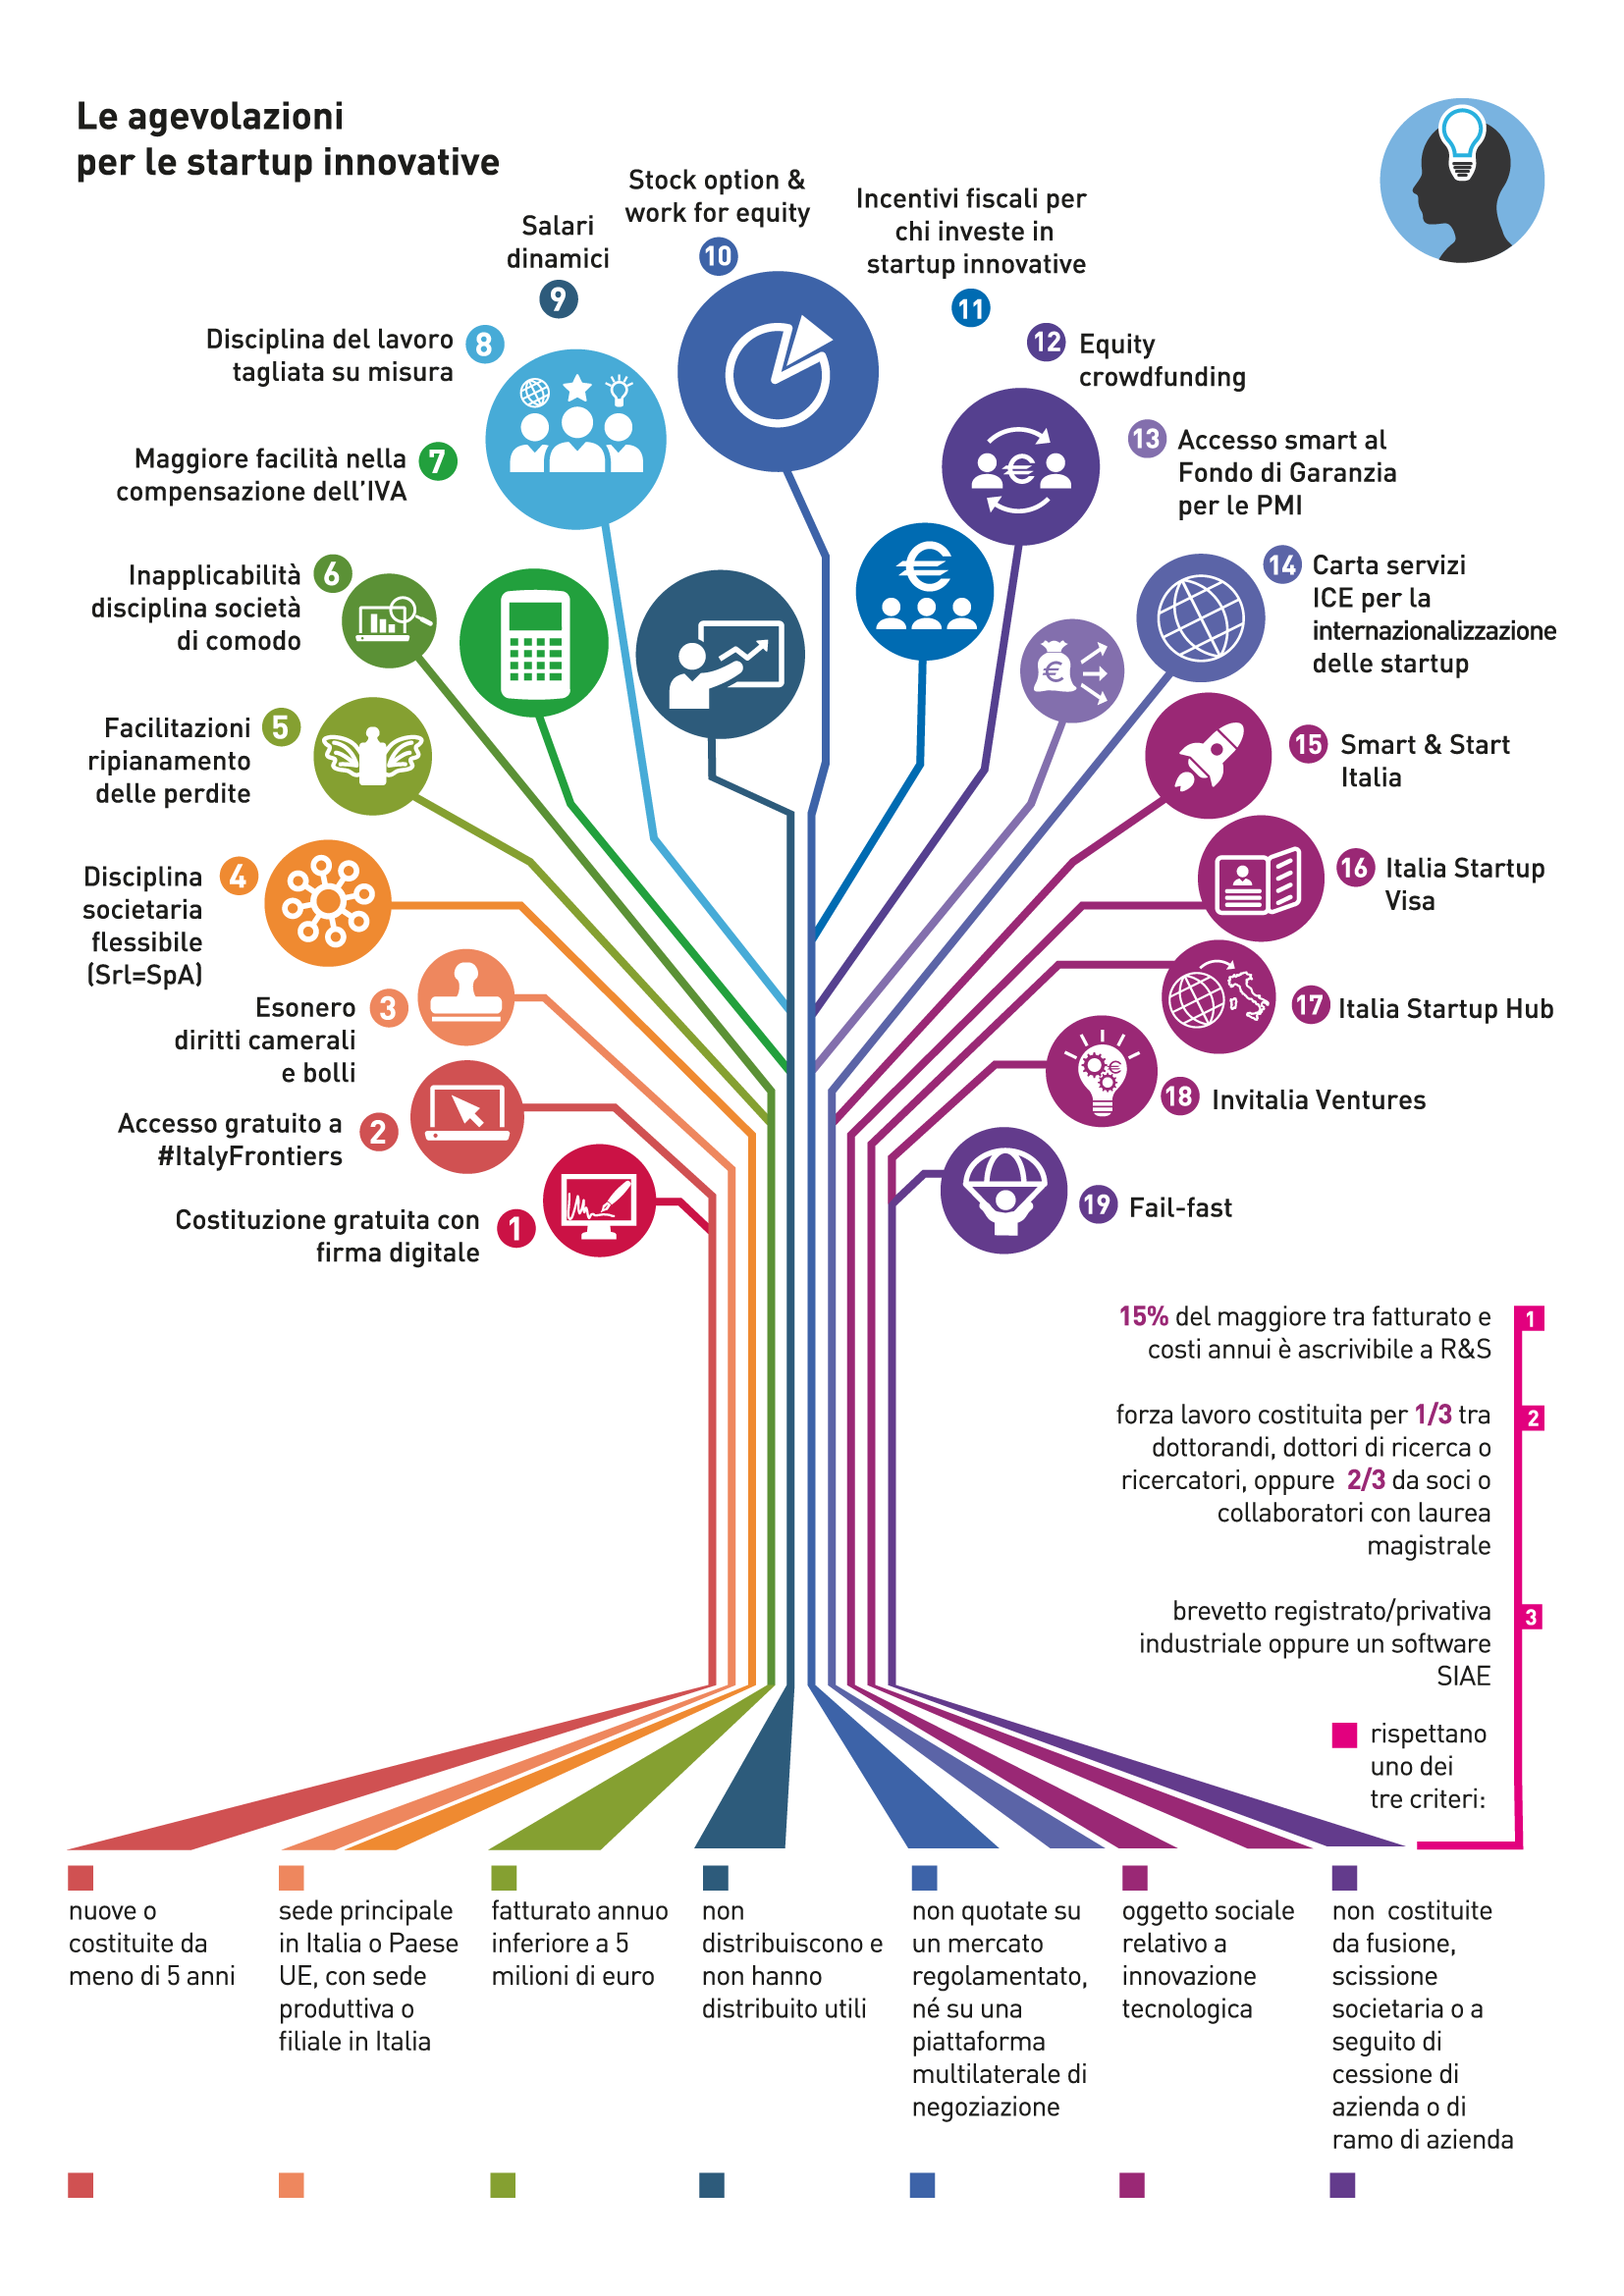 Le agevolazioni
per le startup innovative
Costituzione gratuita con
firma digitale
1
Accesso gratuito a
#ItalyFrontiers
2
Esonero
diritti camerali
e bolli
3
Disciplina
societaria
flessibile
(Srl=SpA)
4
Facilitazioni
ripianamento
delle perdite
5
Inapplicabilità
disciplina società
di comodo
6
Maggiore facilità nella
compensazione dell'IVA
7
Disciplina del lavoro
tagliata su misura
8
Salari
dinamici
9
Stock option &
work for equity
10
Incentivi fiscali per
chi investe in
startup innovative
11
12
Equity
crowdfunding
13
Accesso smart al
Fondo di Garanzia
per le PMI
14
Carta servizi
ICE per la
internazionalizzazione
delle startup
15
Smart & Start
Italia
16
Italia Startup
Visa
17
Italia Startup Hub
18
Invitalia Ventures
19
Fail-fast
15% del maggiore tra fatturato e
costi annui è ascrivibile a R&S
1
forza lavoro costituita per 1/3 tra
dottorandi, dottori di ricerca o
ricercatori, oppure 2/3 da soci o
collaboratori con laurea
magistrale
2
brevetto registrato/privativa
industriale oppure un software
SIAE
3
rispettano
uno dei
tre criteri:
nuove o
costituite da
meno di 5 anni
sede principale
in Italia o Paese
UE, con sede
produttiva o
filiale in Italia
fatturato annuo
inferiore a 5
milioni di euro
non
distribuiscono e
non hanno
distribuito utili
non quotate su
un mercato
regolamentato,
né su una
piattaforma
multilaterale di
negoziazione
oggetto sociale
relativo a
innovazione
tecnologica
non costituite
da fusione,
scissione
societaria o a
seguito di
cessione di
azienda o di
ramo di azienda